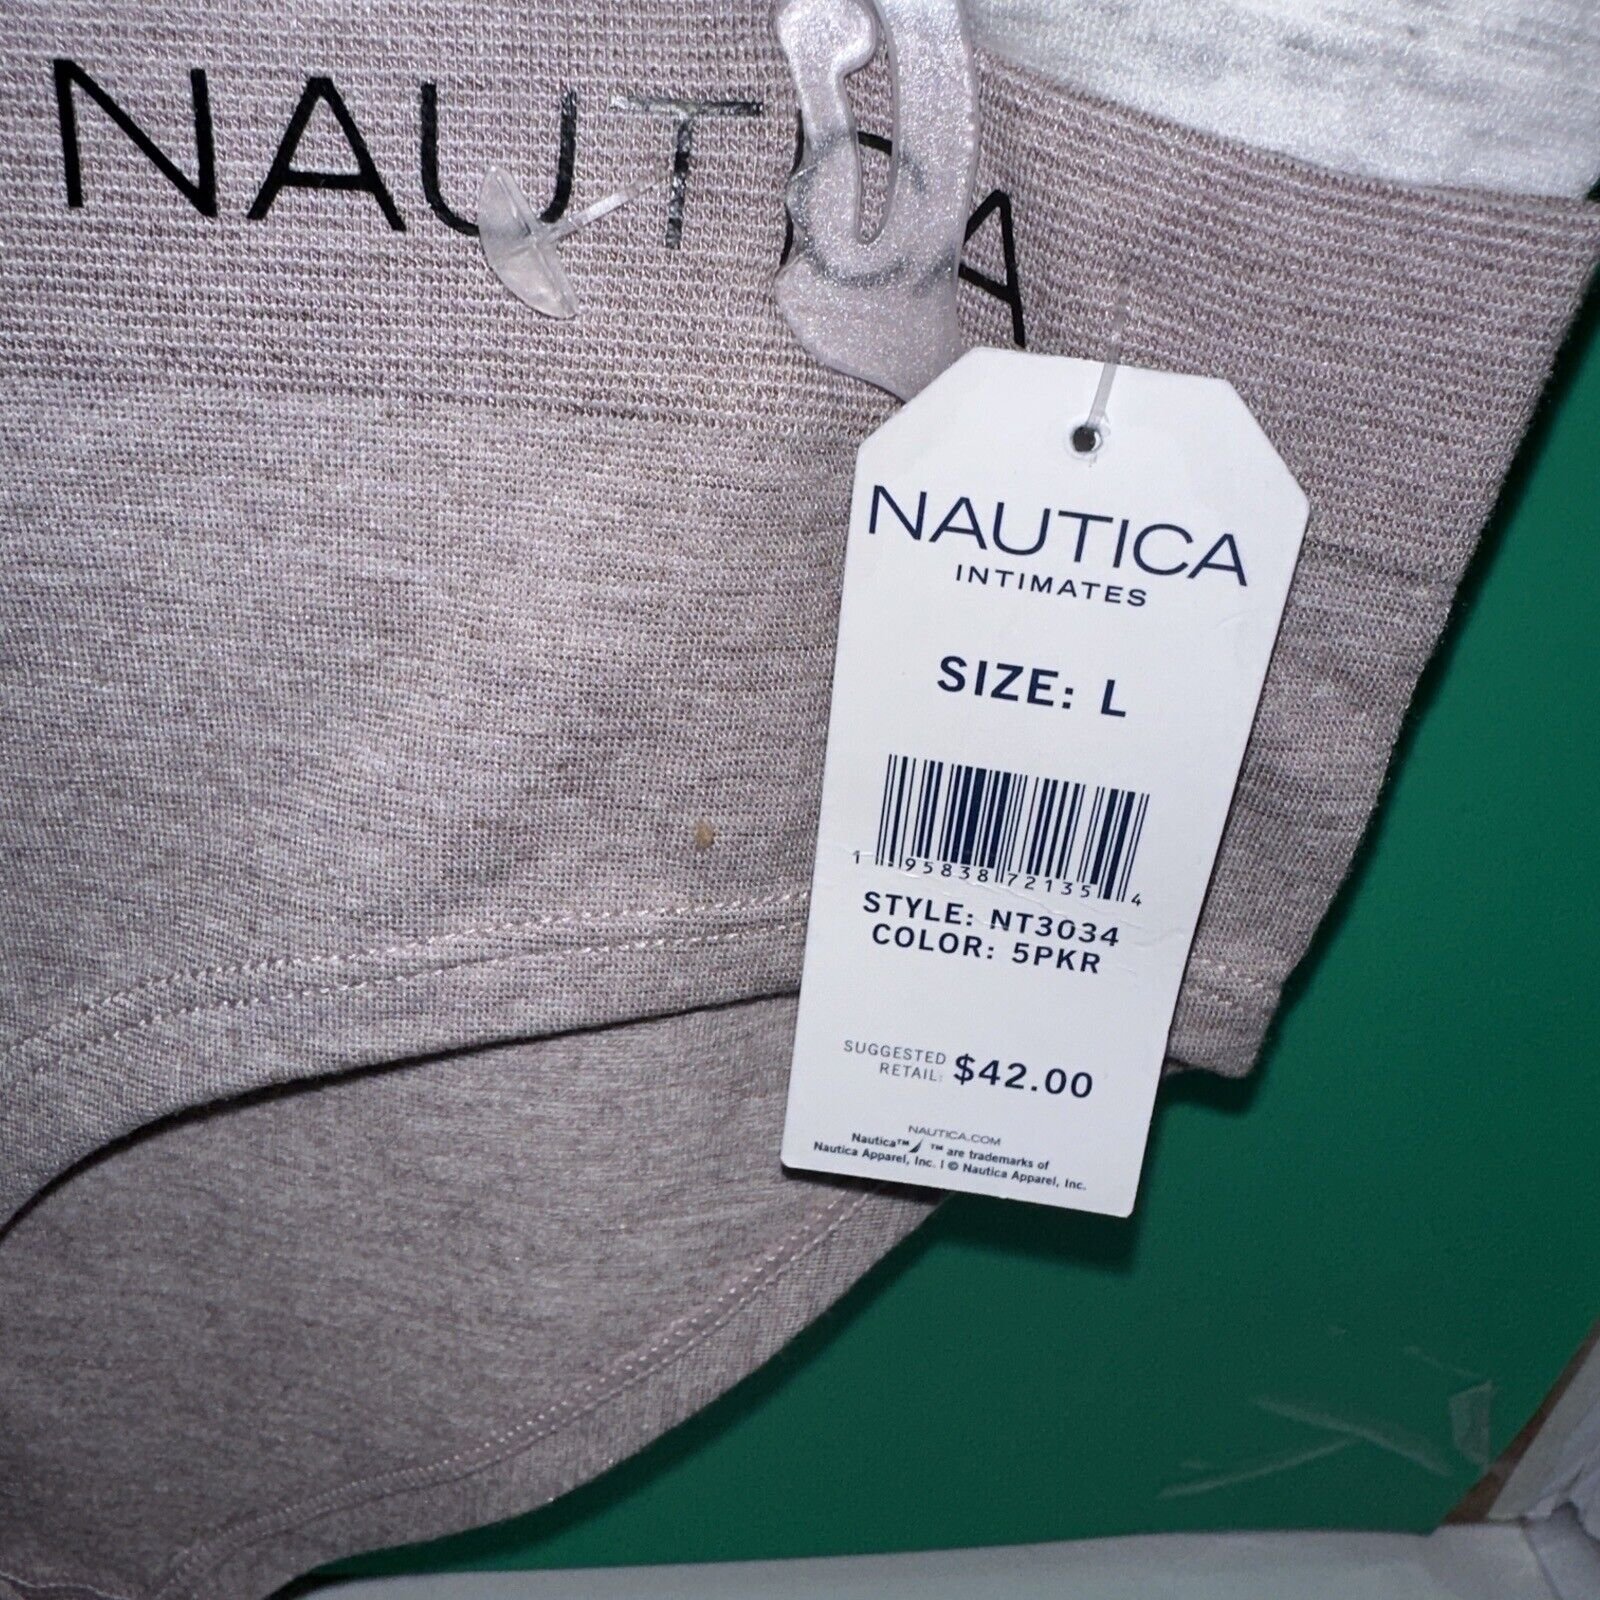 NAUTICA
NAUTICA
INTIMATES
SIZE: L
1 95838 72135 4
STYLE: NT3034
COLOR: 5PKR
SUGGESTED
RETAIL: $42.00
NAUTICA.COM
Nautica™ ™ are trademarks of
Nautica Apparel, Inc. | © Nautica Apparel, Inc.